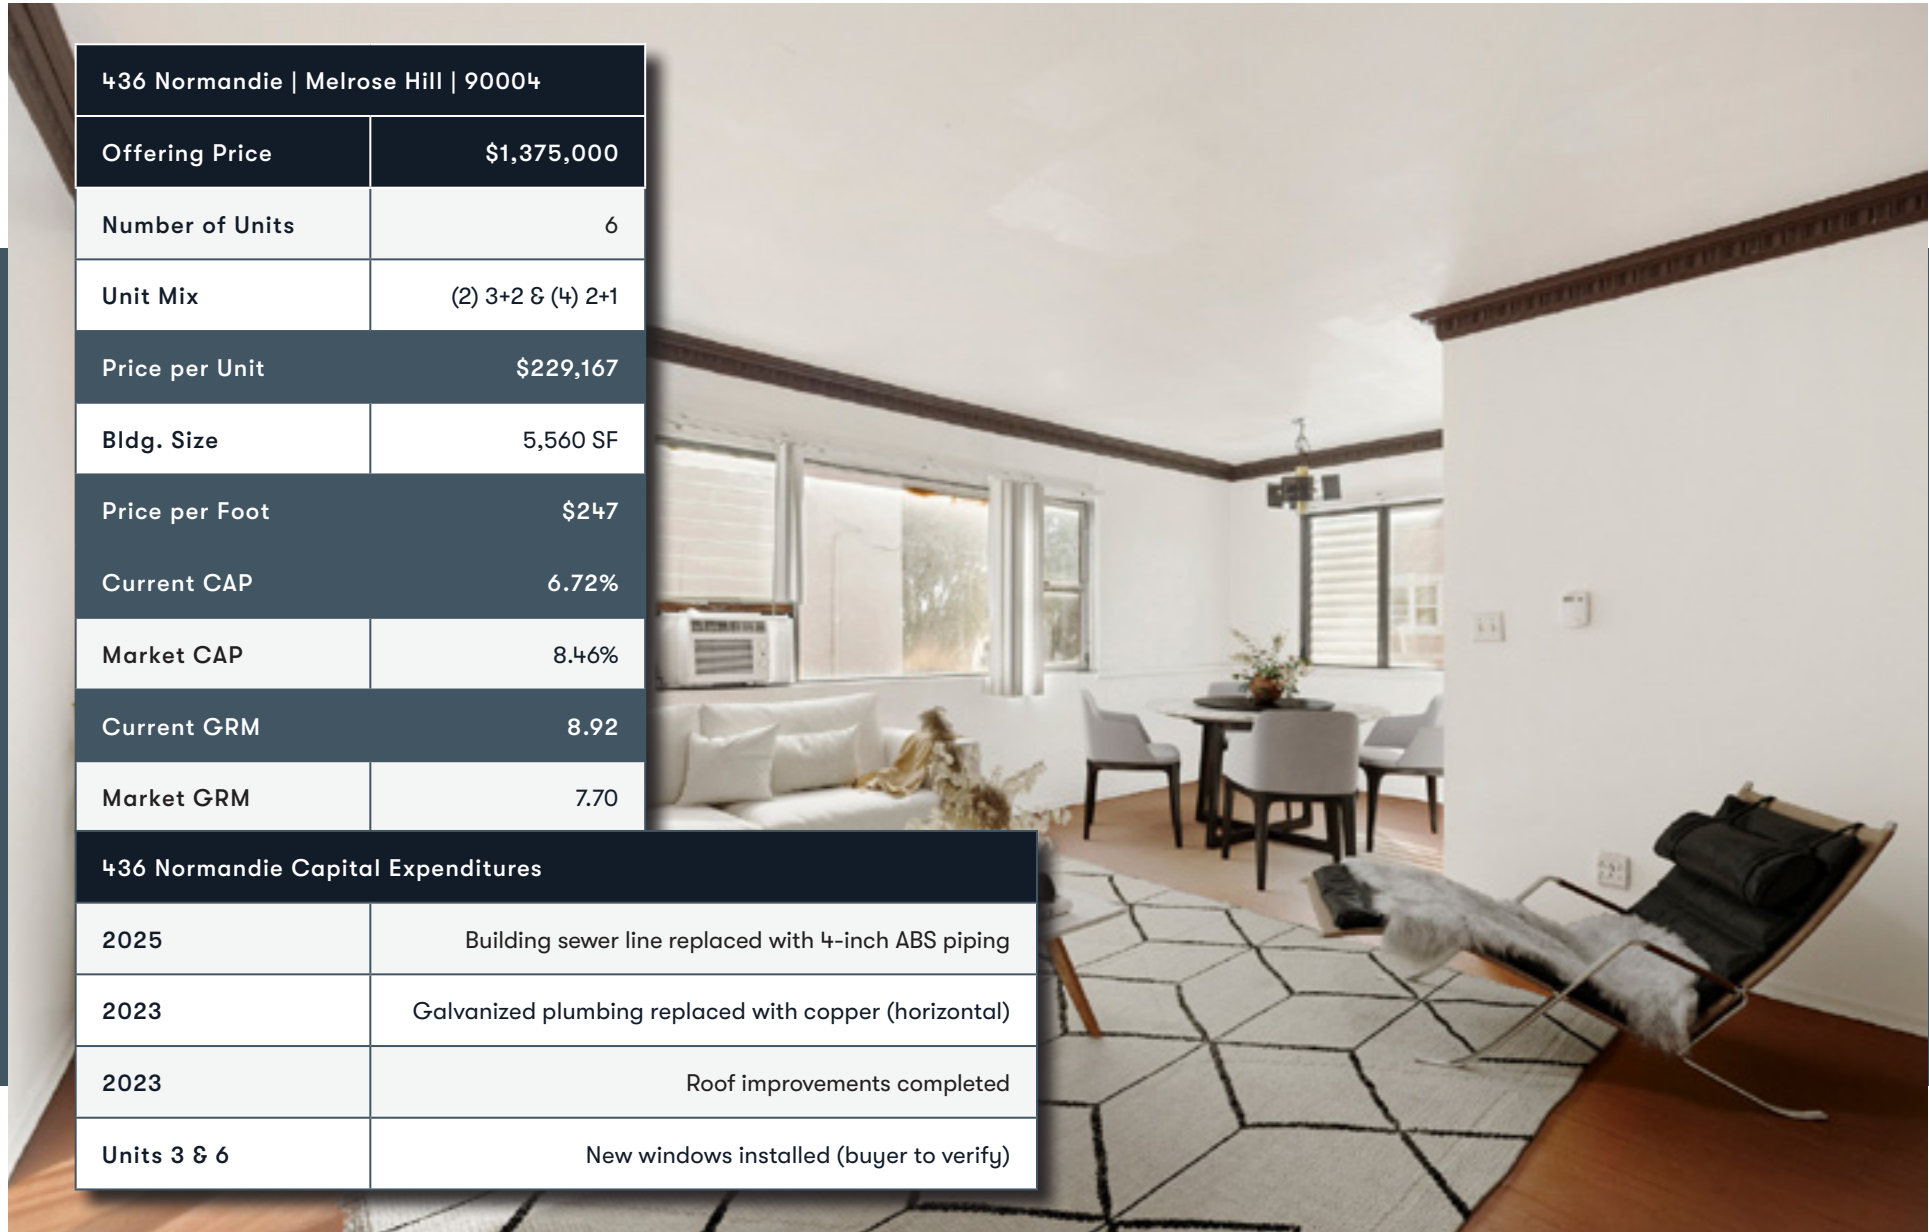 436 Normandie | Melrose Hill | 90004
Offering Price $1,375,000
Number of Units 6
Unit Mix (2) 3+2 & (4) 2+1
Price per Unit $229,167
Bldg. Size 5,560 SF
Price per Foot $247
Current CAP 6.72%
Market CAP 8.46%
Current GRM 8.92
Market GRM 7.70
436 Normandie Capital Expenditures
2025 Building sewer line replaced with 4-inch ABS piping
2023 Galvanized plumbing replaced with copper (horizontal)
2023 Roof improvements completed
Units 3 & 6 New windows installed (buyer to verify)